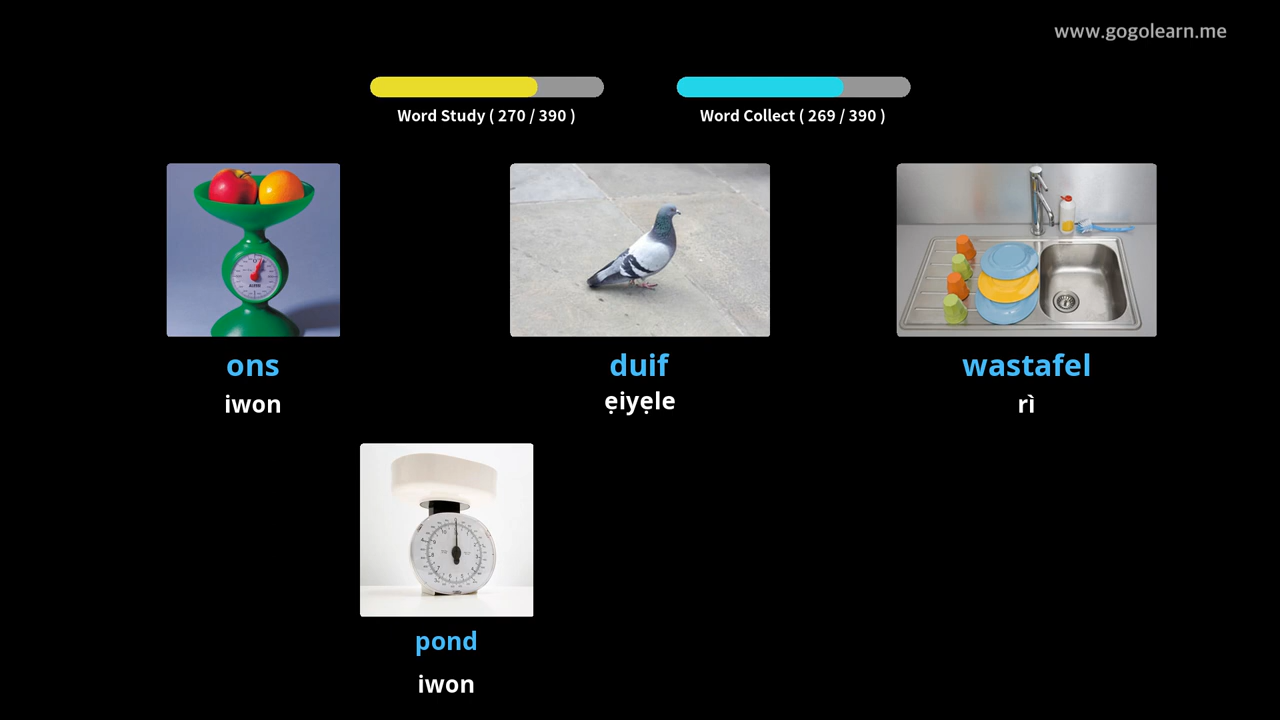 www.gogolearn.me
Word Study ( 270 / 390 )
Word Collect ( 269 / 390 )
ons
duif
wastafel
iwon
ẹiyẹle
rì
pond
iwon